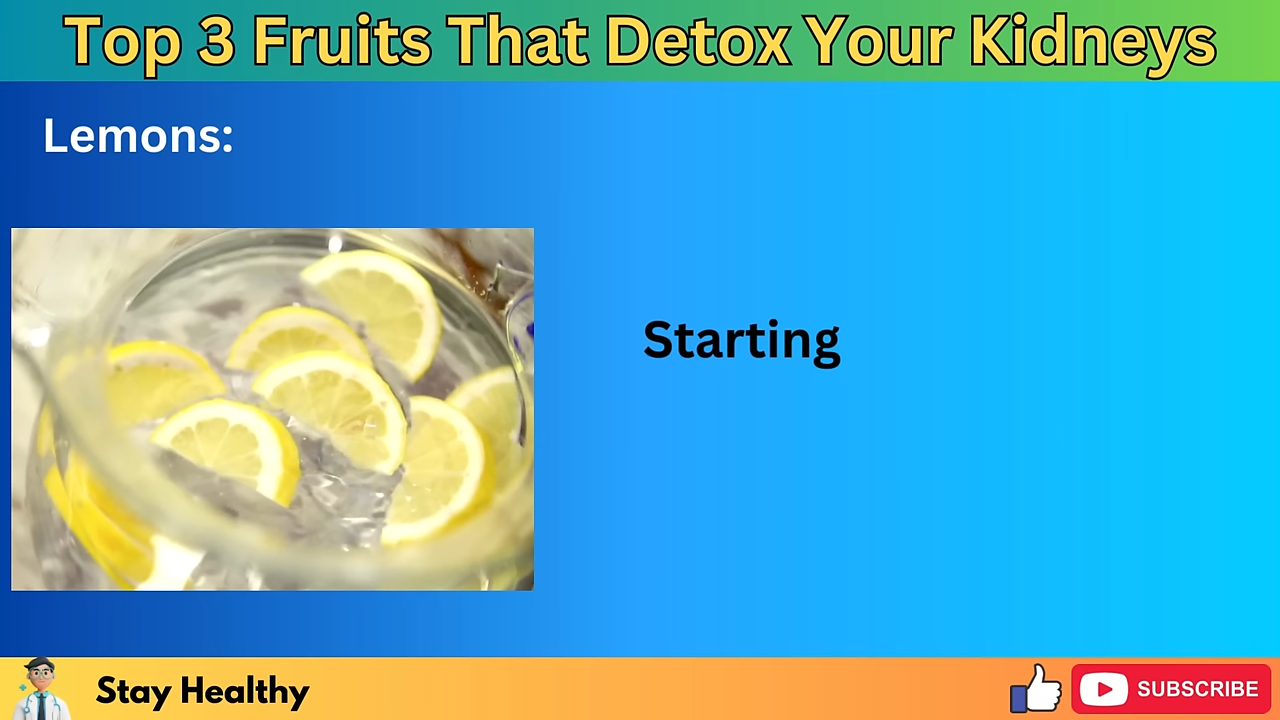 Top 3 Fruits That Detox Your Kidneys
Lemons:
Starting
Stay Healthy
SUBSCRIBE